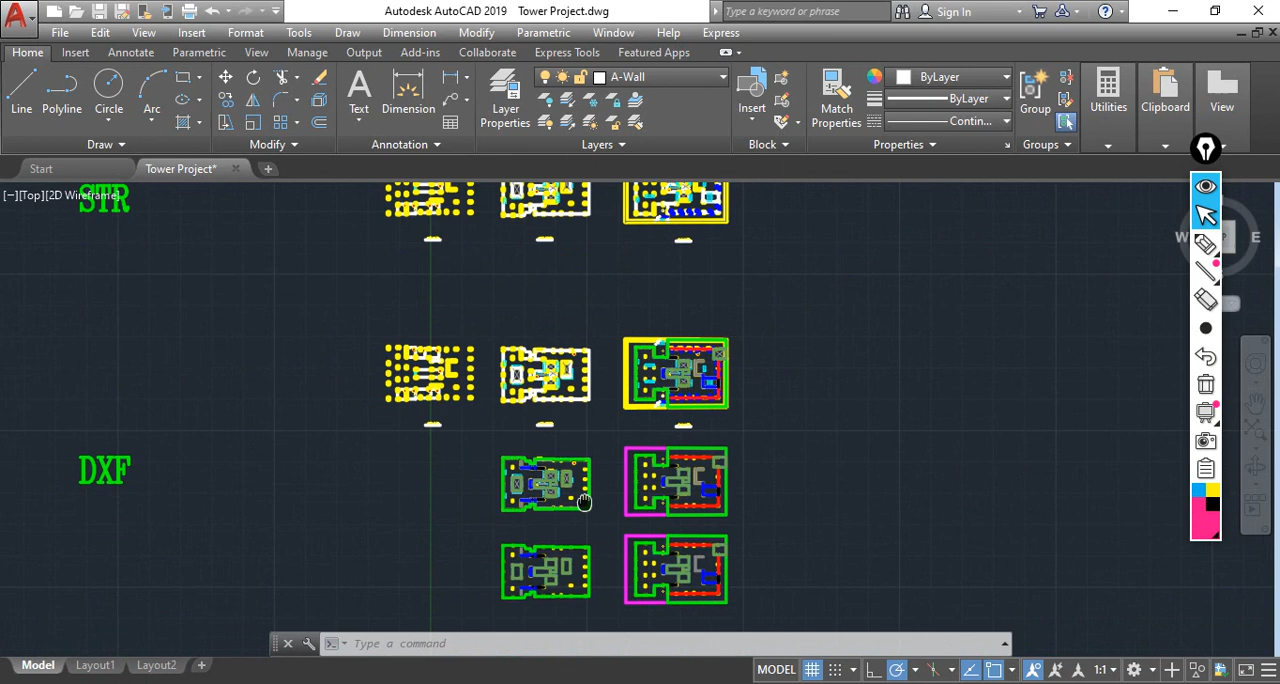 Autodesk AutoCAD 2019 Tower Project.dwg
Type a keyword or phrase
Sign In
File Edit View Insert Format Tools Draw Dimension Modify Parametric Window Help Express
Home Insert Annotate Parametric View Manage Output Add-ins Collaborate Express Tools Featured Apps
A-Wall
ByLayer
ByLayer
Contin...
Line Polyline Circle Arc
Text Dimension
Layer Properties
Insert
Match Properties
Group
Utilities
Clipboard
View
Draw Modify Annotation Layers Block Properties Groups
Start Tower Project*
[−][Top][2D Wireframe]
STR
W E
DXF
Type a command
Model Layout1 Layout2
MODEL 1:1